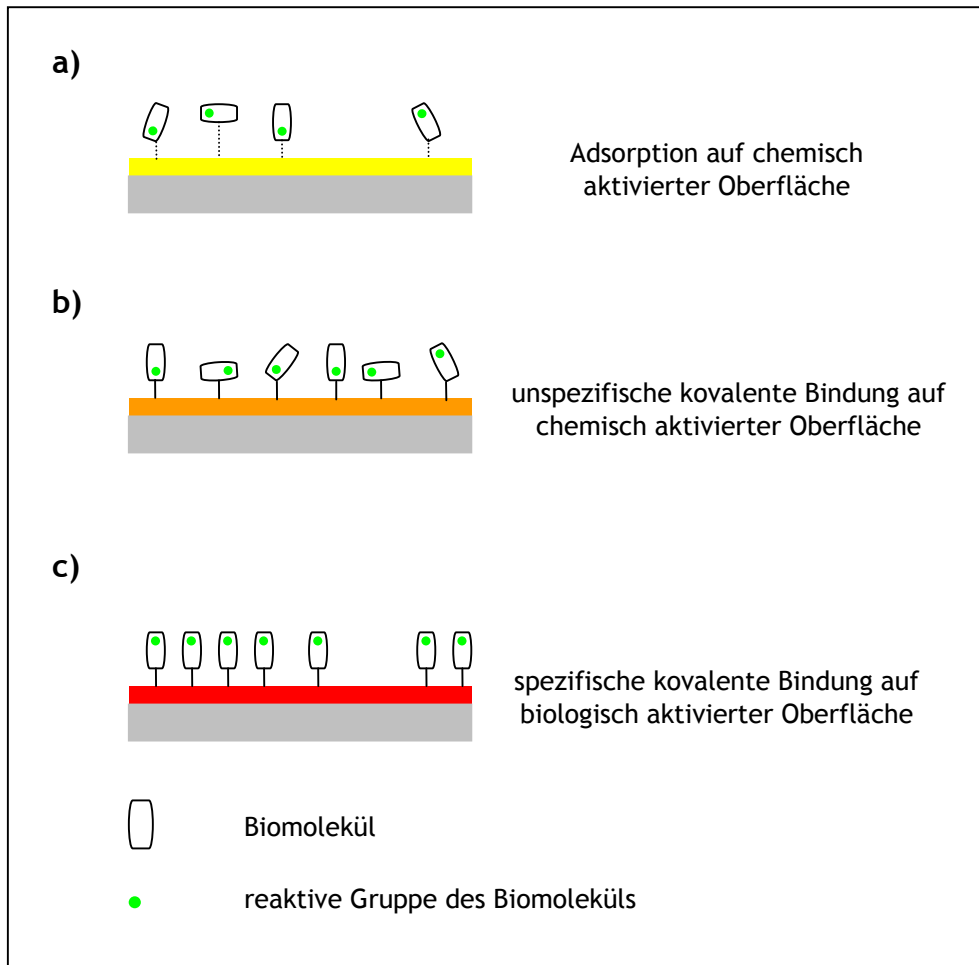 a)
Adsorption auf chemisch
aktivierter Oberfläche
b)
unspezifische kovalente Bindung auf
chemisch aktivierter Oberfläche
c)
spezifische kovalente Bindung auf
biologisch aktivierter Oberfläche
Biomolekül
reaktive Gruppe des Biomoleküls